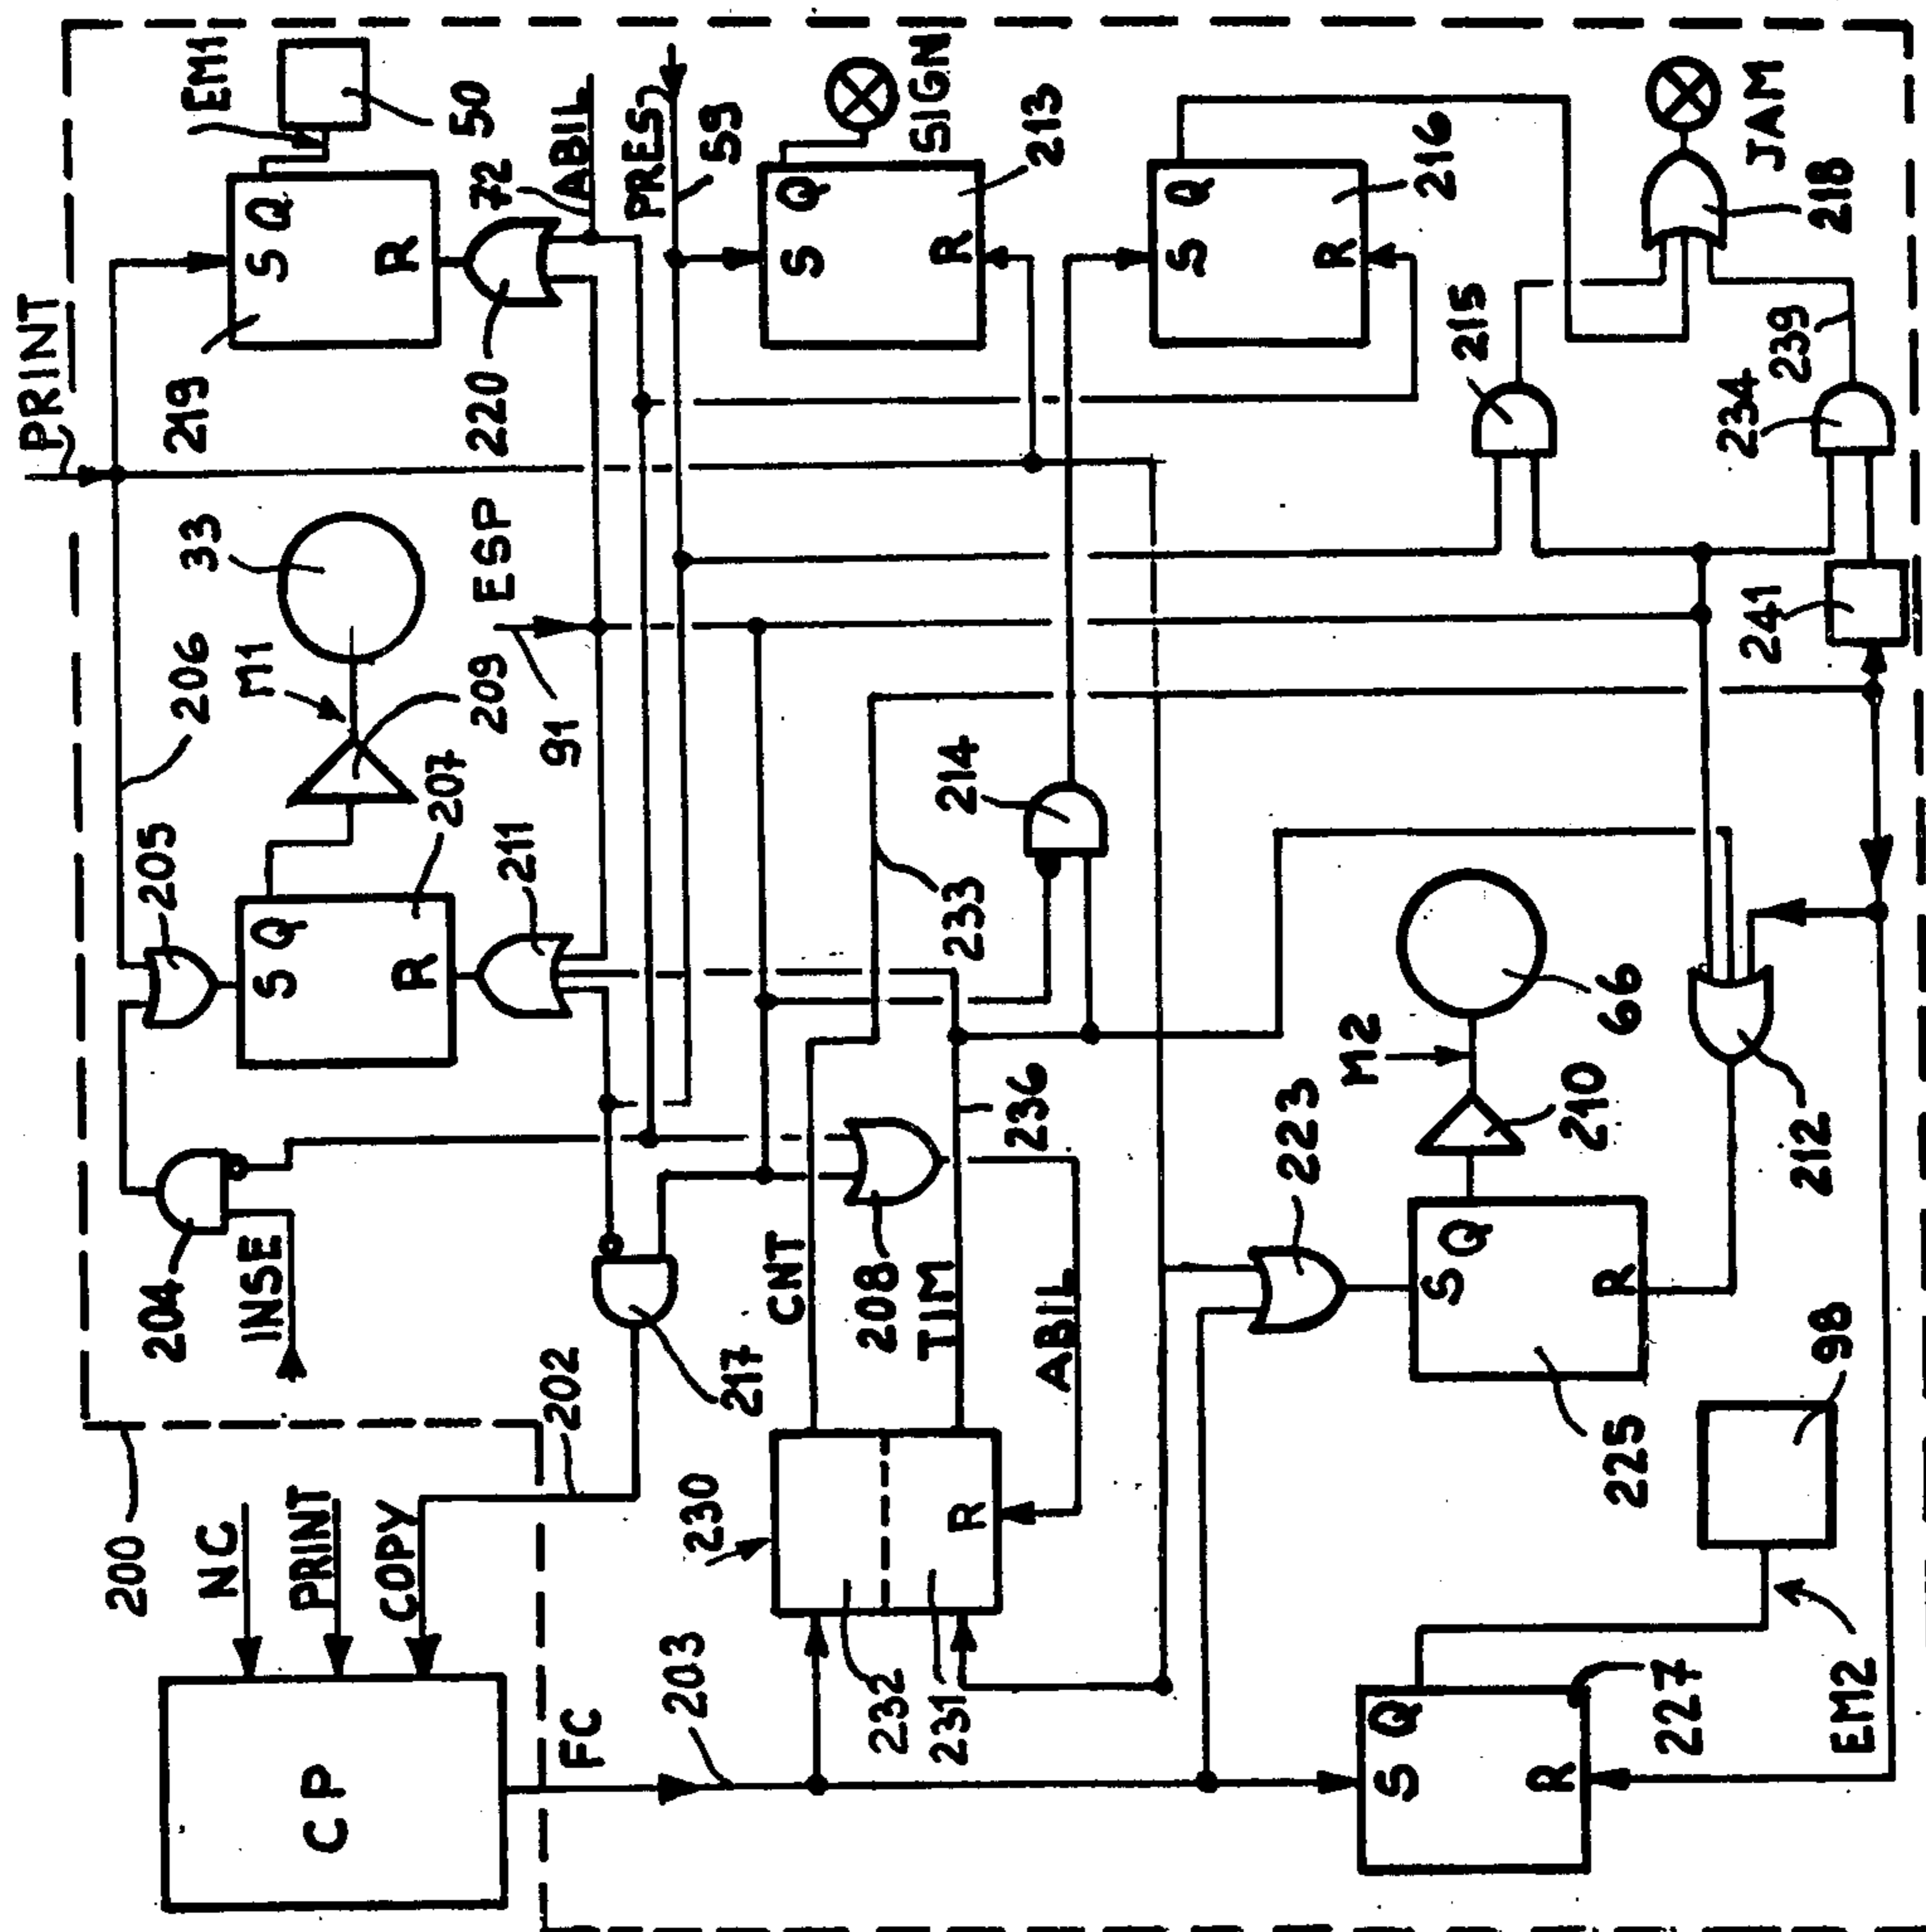 PRINT
EM1
50
219
S Q
R
220
72
ABIL
PRES
59
SIGN
S Q
R
213
S Q
R
216
JAM
218
215
239
234
241
33
206
M1
209
ESP
91
205
207
S Q
R
211
214
233
204
INSE
217
202
CNT
208
TIM
236
ABIL
M2
66
210
223
212
S Q
R
225
98
200
NC
PRINT
COPY
CP
FC
203
230
R
232
231
S Q
R
227
EM2